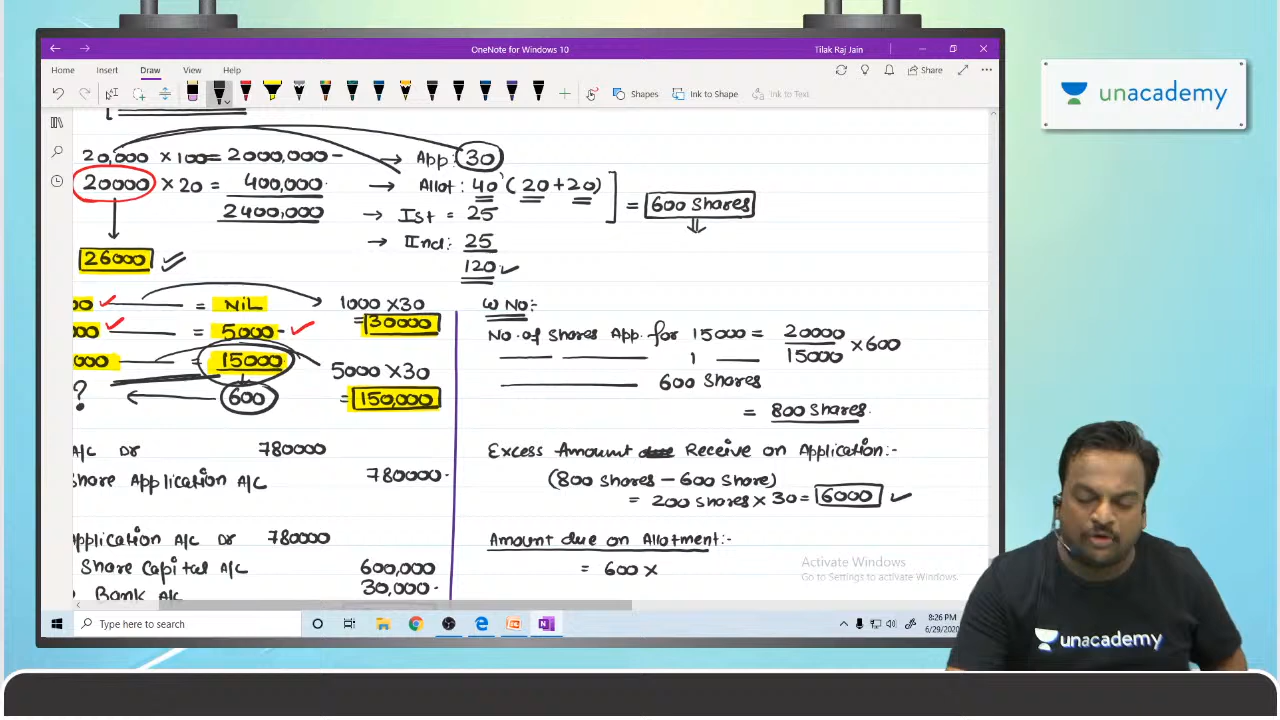 OneNote for Windows 10
Tilak Raj Jain
Home Insert Draw View Help
Share
Shapes
Ink to Shape
Ink to Text
unacademy
20,000 ×100= 2000,000- → App: 30
20000 × 20 = 400,000 → Allot: 40 (20+20)
2400,000 → Ist = 25
= 600 Shares
→ IInd: 25
26000
120
00 = NiL
1000 ×30
= 30000
000 = 5000-
000 = 15000
5000 ×30
= 150,000
? 600
W No:-
No. of Shares App. for 15000 = 20000/15000 ×600
1
600 Shares
= 800 Shares.
A/c Dr 780000
Share Application A/c 780000.
Excess Amount Receive on Application:-
(800 Shares - 600 Share)
= 200 Shares × 30 = 6000
Application A/c Dr 780000
Share Capital A/c 600,000
Bank A/c 30,000.
Amount due on Allotment:-
= 600 ×
Activate Windows
Go to Settings to activate Windows.
Type here to search
8:26 PM
6/29/2020
unacademy